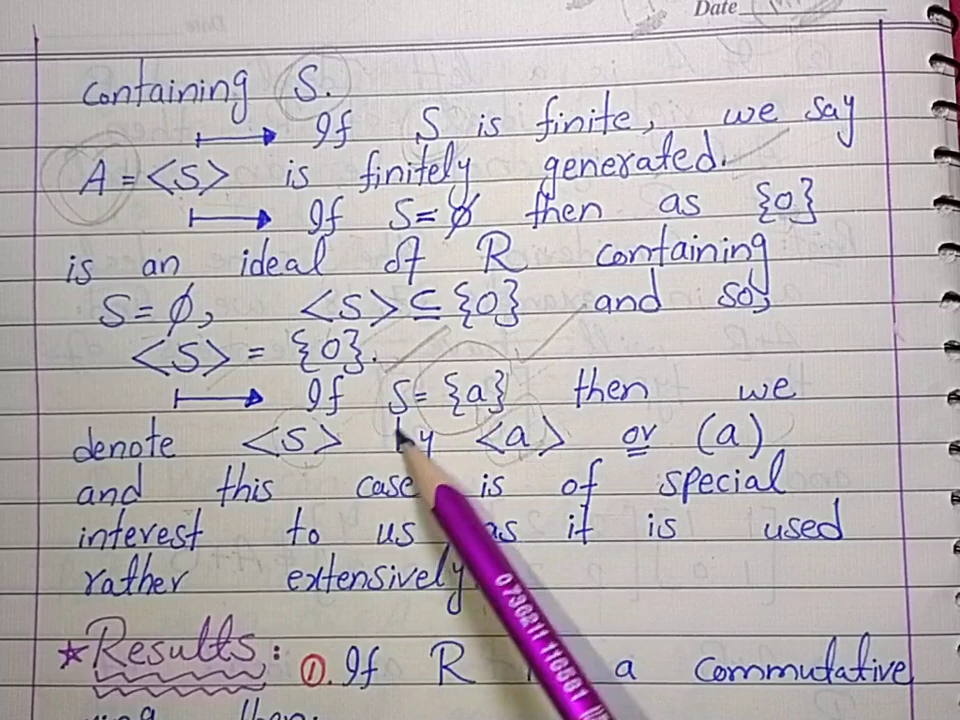 Date
containing S.
↦ If S is finite, we say
A = <S> is finitely generated.
↦ If S = ϕ then as {0}
is an ideal of R containing
S = ϕ, <S> ⊆ {0} and so,
<S> = {0}.
↦ If S = {a} then we
denote <S> by <a> or (a)
and this case is of special
interest to us as it is used
rather extensively
* Results: ①. If R a commutative
then